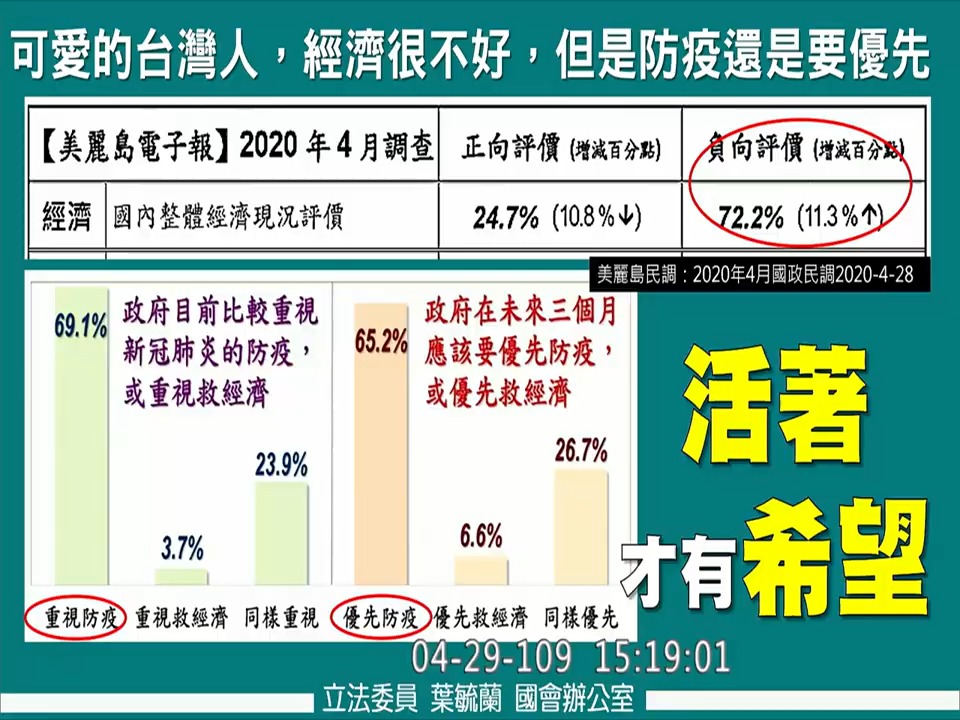 可愛的台灣人，經濟很不好，但是防疫還是要優先
【美麗島電子報】2020年4月調查 正向評價 (增減百分點) 負向評價 (增減百分點)
經濟 國內整體經濟現況評價 24.7% (10.8%↓) 72.2% (11.3%↑)
美麗島民調：2020年4月國政民調2020-4-28
69.1%
政府目前比較重視
新冠肺炎的防疫，
或重視救經濟
23.9%
3.7%
重視防疫 重視救經濟 同樣重視
65.2%
政府在未來三個月
應該要優先防疫，
或優先救經濟
26.7%
6.6%
優先防疫 優先救經濟 同樣優先
活著
才有希望
04-29-109 15:19:01
立法委員 葉毓蘭 國會辦公室